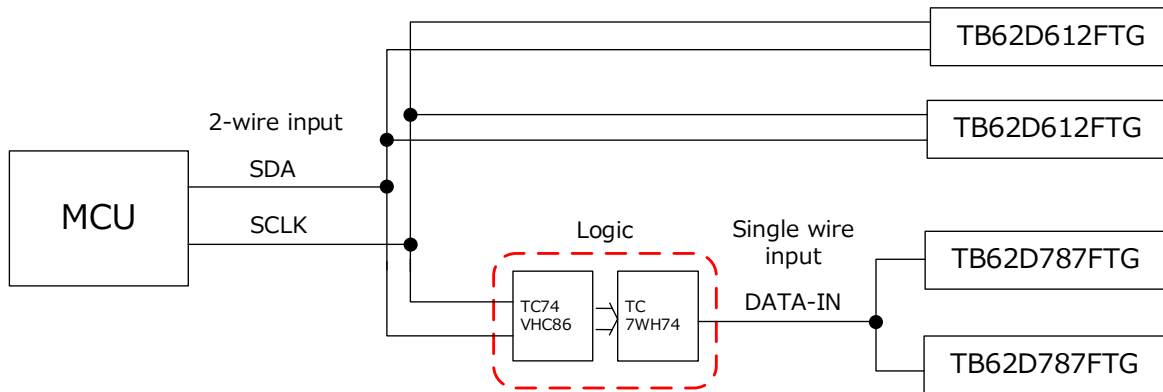 TB62D612FTG
TB62D612FTG
2-wire input
SDA
MCU
SCLK
Logic
Single wire
input
TB62D787FTG
TC74
VHC86
TC
7WH74
DATA-IN
TB62D787FTG